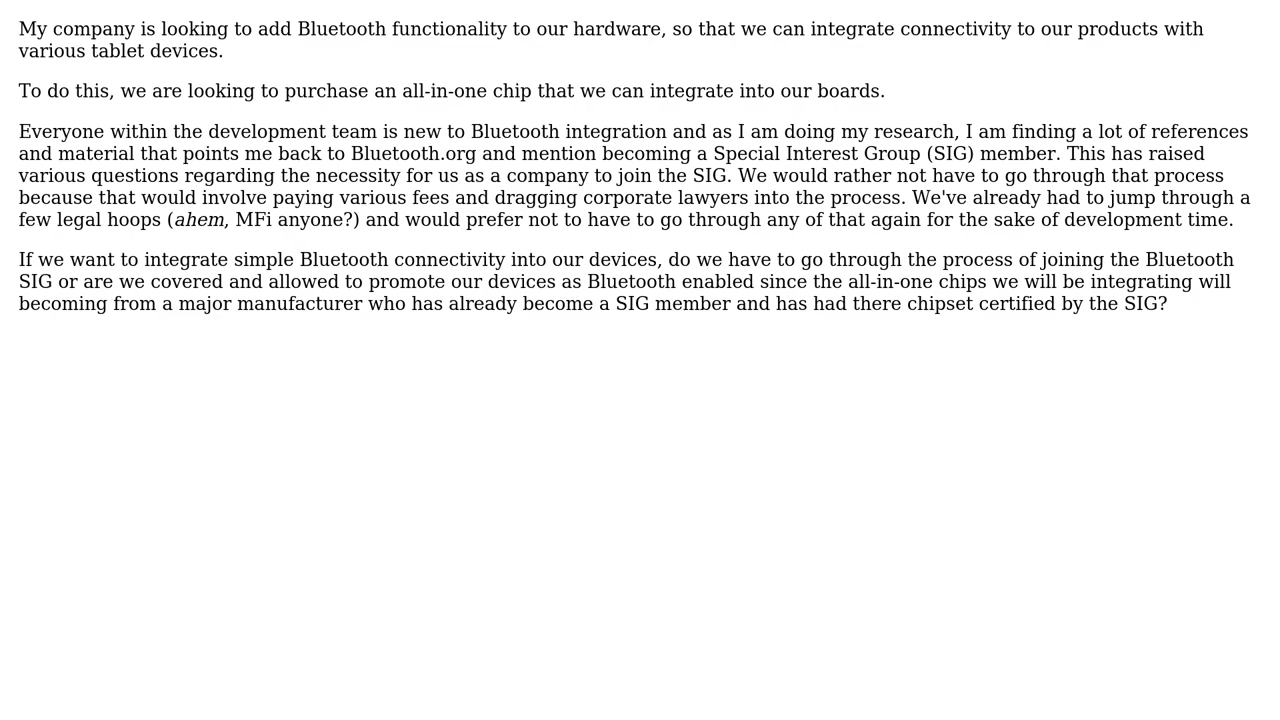 My company is looking to add Bluetooth functionality to our hardware, so that we can integrate connectivity to our products with
various tablet devices.
To do this, we are looking to purchase an all-in-one chip that we can integrate into our boards.
Everyone within the development team is new to Bluetooth integration and as I am doing my research, I am finding a lot of references
and material that points me back to Bluetooth.org and mention becoming a Special Interest Group (SIG) member. This has raised
various questions regarding the necessity for us as a company to join the SIG. We would rather not have to go through that process
because that would involve paying various fees and dragging corporate lawyers into the process. We've already had to jump through a
few legal hoops (ahem, MFi anyone?) and would prefer not to have to go through any of that again for the sake of development time.
If we want to integrate simple Bluetooth connectivity into our devices, do we have to go through the process of joining the Bluetooth
SIG or are we covered and allowed to promote our devices as Bluetooth enabled since the all-in-one chips we will be integrating will
becoming from a major manufacturer who has already become a SIG member and has had there chipset certified by the SIG?